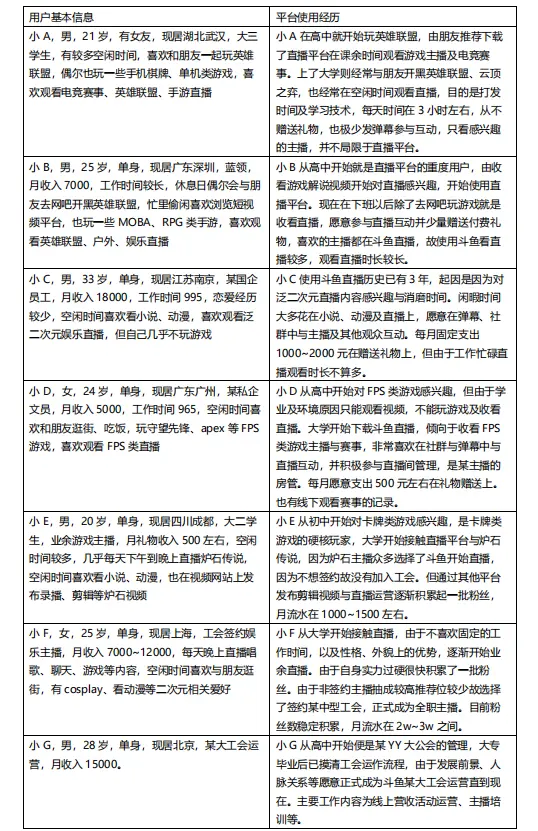 用户基本信息
平台使用经历
小 A，男，21 岁，有女友，现居湖北武汉，大三
学生，有较多空闲时间，喜欢和朋友一起玩英雄
联盟，偶尔也玩一些手机棋牌、单机类游戏，喜
欢观看电竞赛事、英雄联盟、手游直播
小 A 在高中就开始玩英雄联盟，由朋友推荐下载
了直播平台在课余时间观看游戏主播及电竞赛
事。上了大学则经常与朋友开黑英雄联盟、云顶
之弈，也经常在空闲时间观看直播，目的是打发
时间及学习技术，每天时间在 3 小时左右，从不
赠送礼物，也极少发弹幕参与互动，只看感兴趣
的主播，并不局限于直播平台。
小 B，男，25 岁，单身，现居广东深圳，蓝领，
月收入 7000，工作时间较长，休息日偶尔会与朋
友去网吧开黑英雄联盟，忙里偷闲喜欢浏览短视
频平台，也玩一些 MOBA、RPG 类手游，喜欢观
看英雄联盟、户外、娱乐直播
小 B 从高中开始就是直播平台的重度用户，由收
看游戏解说视频开始对直播感兴趣，开始使用直
播平台。现在在下班以后除了去网吧玩游戏就是
收看直播，愿意参与直播互动并少量赠送付费礼
物，喜欢的主播都在斗鱼直播，故使用斗鱼看直
播较多，观看直播时长较长。
小 C，男，33 岁，单身，现居江苏南京，某国企
员工，月收入 18000，工作时间 995，恋爱经历
较少，空闲时间喜欢看小说、动漫，喜欢观看泛
二次元娱乐直播，但自己几乎不玩游戏
小 C 使用斗鱼直播历史已有 3 年，起因是因为对
泛二次元直播内容感兴趣与消磨时间。闲暇时间
大多花在小说、动漫及直播上，愿意在弹幕、社
群中与主播及其他观众互动。每月固定支出
1000~2000 元在赠送礼物上，但由于工作忙碌直
播观看时长不算多。
小 D，女，24 岁，单身，现居广东广州，某私企
文员，月收入 5000，工作时间 965，空闲时间喜
欢和朋友逛街、吃饭，玩守望先锋、apex 等 FPS
游戏，喜欢观看 FPS 类直播
小 D 从高中开始对 FPS 类游戏感兴趣，但由于学
业及环境原因只能观看视频，不能玩游戏及收看
直播。大学开始下载斗鱼直播，倾向于收看 FPS
类游戏主播与赛事，非常喜欢在社群与弹幕中与
主播互动，并积极参与直播间管理，是某主播的
房管。每月愿意支出 500 元左右在礼物赠送上。
也有线下观看赛事的记录。
小 E，男，20 岁，单身，现居四川成都，大二学
生，业余游戏主播，月礼物收入 500 左右，空闲
时间较多，几乎每天下午到晚上直播炉石传说，
空闲时间喜欢看小说、动漫，也在视频网站上发
布录播、剪辑等炉石视频
小 E 从初中开始对卡牌类游戏感兴趣，是卡牌类
游戏的硬核玩家，大学开始接触直播平台与炉石
传说，因为炉石主播众多选择了斗鱼开始直播，
因为不想签约故没有加入工会。但通过其他平台
发布剪辑视频与直播运营逐渐积累起一批粉丝，
月流水在 1000~1500 左右。
小 F，女，25 岁，单身，现居上海，工会签约娱
乐主播，月收入 7000~12000，每天晚上直播唱
歌、聊天、游戏等内容，空闲时间喜欢与朋友逛
街，有 cosplay、看动漫等二次元相关爱好
小 F 从大学开始接触直播，由于不喜欢固定的工
作时间，以及性格、外貌上的优势，逐渐开始业
余直播。由于自身实力过硬很快积累了一批粉
丝。由于非签约主播抽成较高推荐位较少故选择
了签约某中型工会，正式成为全职主播。目前粉
丝数稳定积累，月流水在 2w~3w 之间。
小 G，男，28 岁，单身，现居北京，某大工会运
营，月收入 15000。
小 G 从高中开始便是某 YY 大公会的管理，大专
毕业后已摸清工会运作流程，由于发展前景、人
脉关系等愿意正式成为斗鱼某大工会运营直到现
在。主要工作内容为线上营收活动运营、主播培
训等。